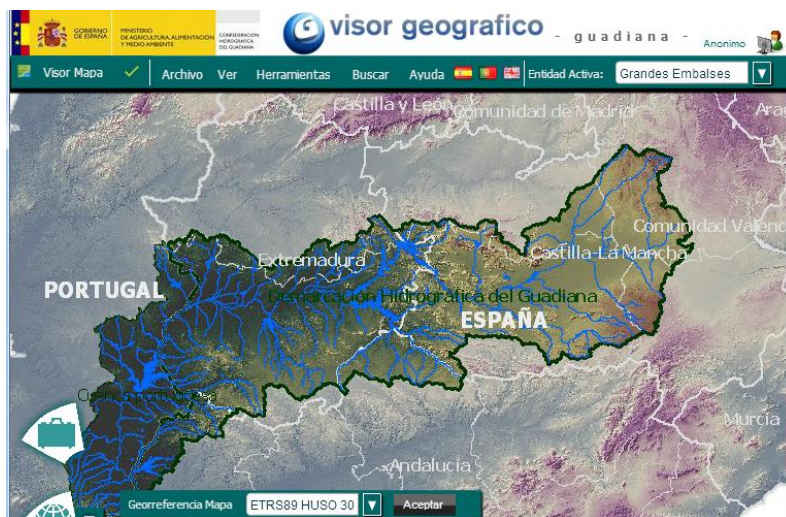 GOBIERNO DE ESPAÑA
MINISTERIO DE AGRICULTURA, ALIMENTACIÓN Y MEDIO AMBIENTE
CONFEDERACIÓN HIDROGRÁFICA DEL GUADIANA
visor geografico
- guadiana -
Anonimo
Visor Mapa Archivo Ver Herramientas Buscar Ayuda Entidad Activa: Grandes Embalses
Castilla y León
Comunidad de Madrid
Ara
Comunidad Valenc
Castilla-La Mancha
Extremadura
PORTUGAL
Demarcación Hidrográfica del Guadiana
ESPAÑA
Murcia
Andalucía
Georreferencia Mapa ETRS89 HUSO 30 Aceptar